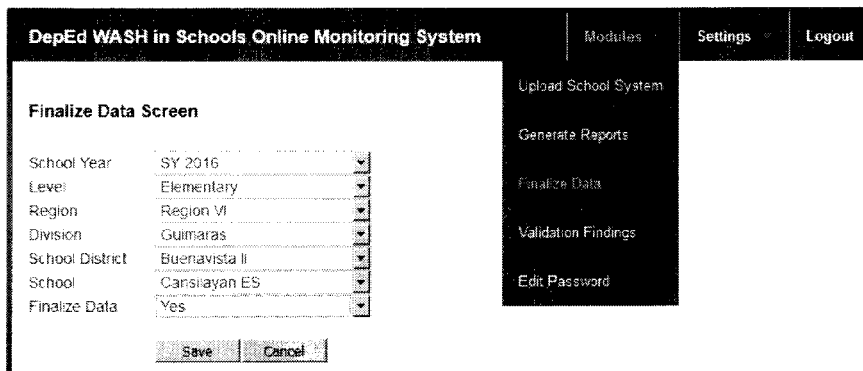 DepEd WASH in Schools Online Monitoring System
Modules
Settings
Logout
Upload School System
Generate Reports
Finalize Data
Validation Findings
Edit Password
Finalize Data Screen
School Year SY 2016
Level Elementary
Region Region VI
Division Guimaras
School District Buenavista II
School Cansilayan ES
Finalize Data Yes
Save Cancel